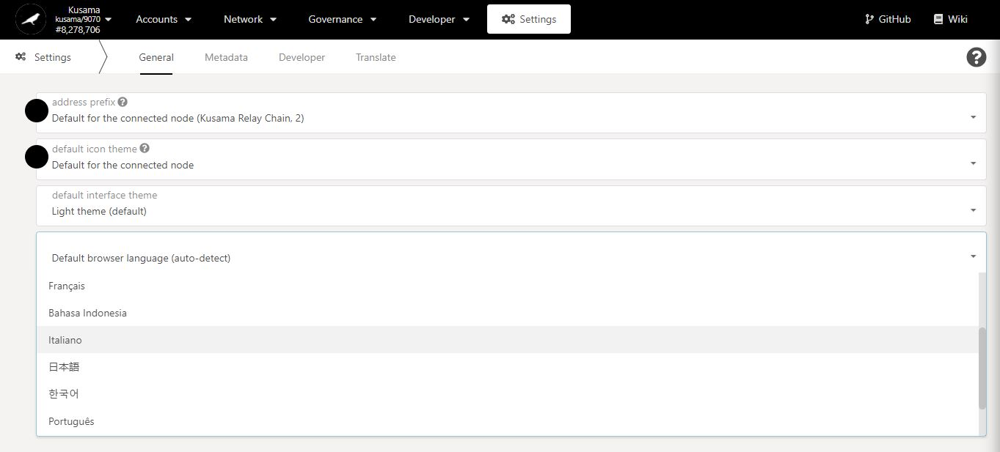 Kusama
kusama/9070
#8,278,706
Accounts
Network
Governance
Developer
Settings
GitHub
Wiki
Settings
General
Metadata
Developer
Translate
address prefix
Default for the connected node (Kusama Relay Chain, 2)
default icon theme
Default for the connected node
default interface theme
Light theme (default)
Default browser language (auto-detect)
Français
Bahasa Indonesia
Italiano
日本語
한국어
Português